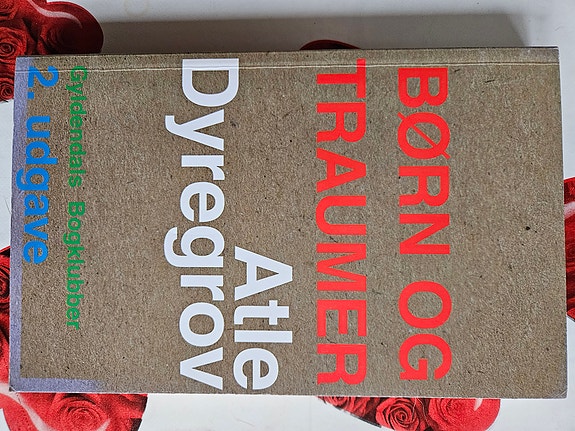 BØRN OG
TRAUMER
Atle
Dyregrov
Gyldendals Bogklubber
2. udgave